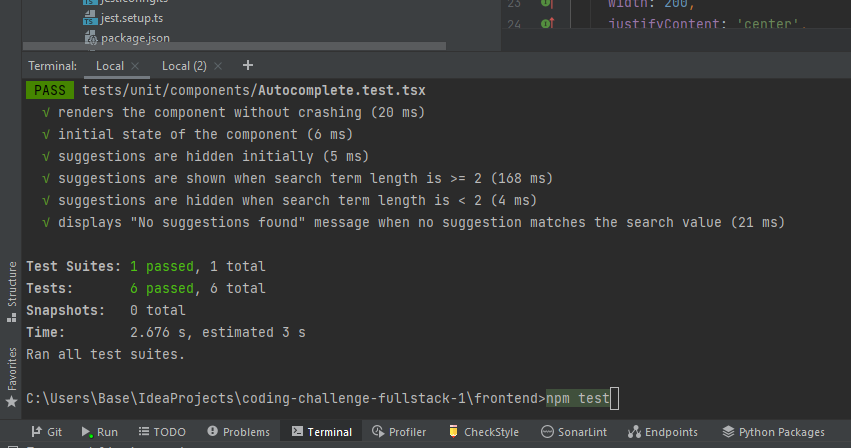 jest.setup.ts
package.json
23 width: 200,
24 justifyContent: 'center',
Terminal: Local × Local (2) × +
PASS tests/unit/components/Autocomplete.test.tsx
√ renders the component without crashing (20 ms)
√ initial state of the component (6 ms)
√ suggestions are hidden initially (5 ms)
√ suggestions are shown when search term length is >= 2 (168 ms)
√ suggestions are hidden when search term length is < 2 (4 ms)
√ displays "No suggestions found" message when no suggestion matches the search value (21 ms)
Test Suites: 1 passed, 1 total
Tests: 6 passed, 6 total
Snapshots: 0 total
Time: 2.676 s, estimated 3 s
Ran all test suites.
C:\Users\Base\IdeaProjects\coding-challenge-fullstack-1\frontend>npm test
Structure
Favorites
Git Run TODO Problems Terminal Profiler CheckStyle SonarLint Endpoints Python Packages